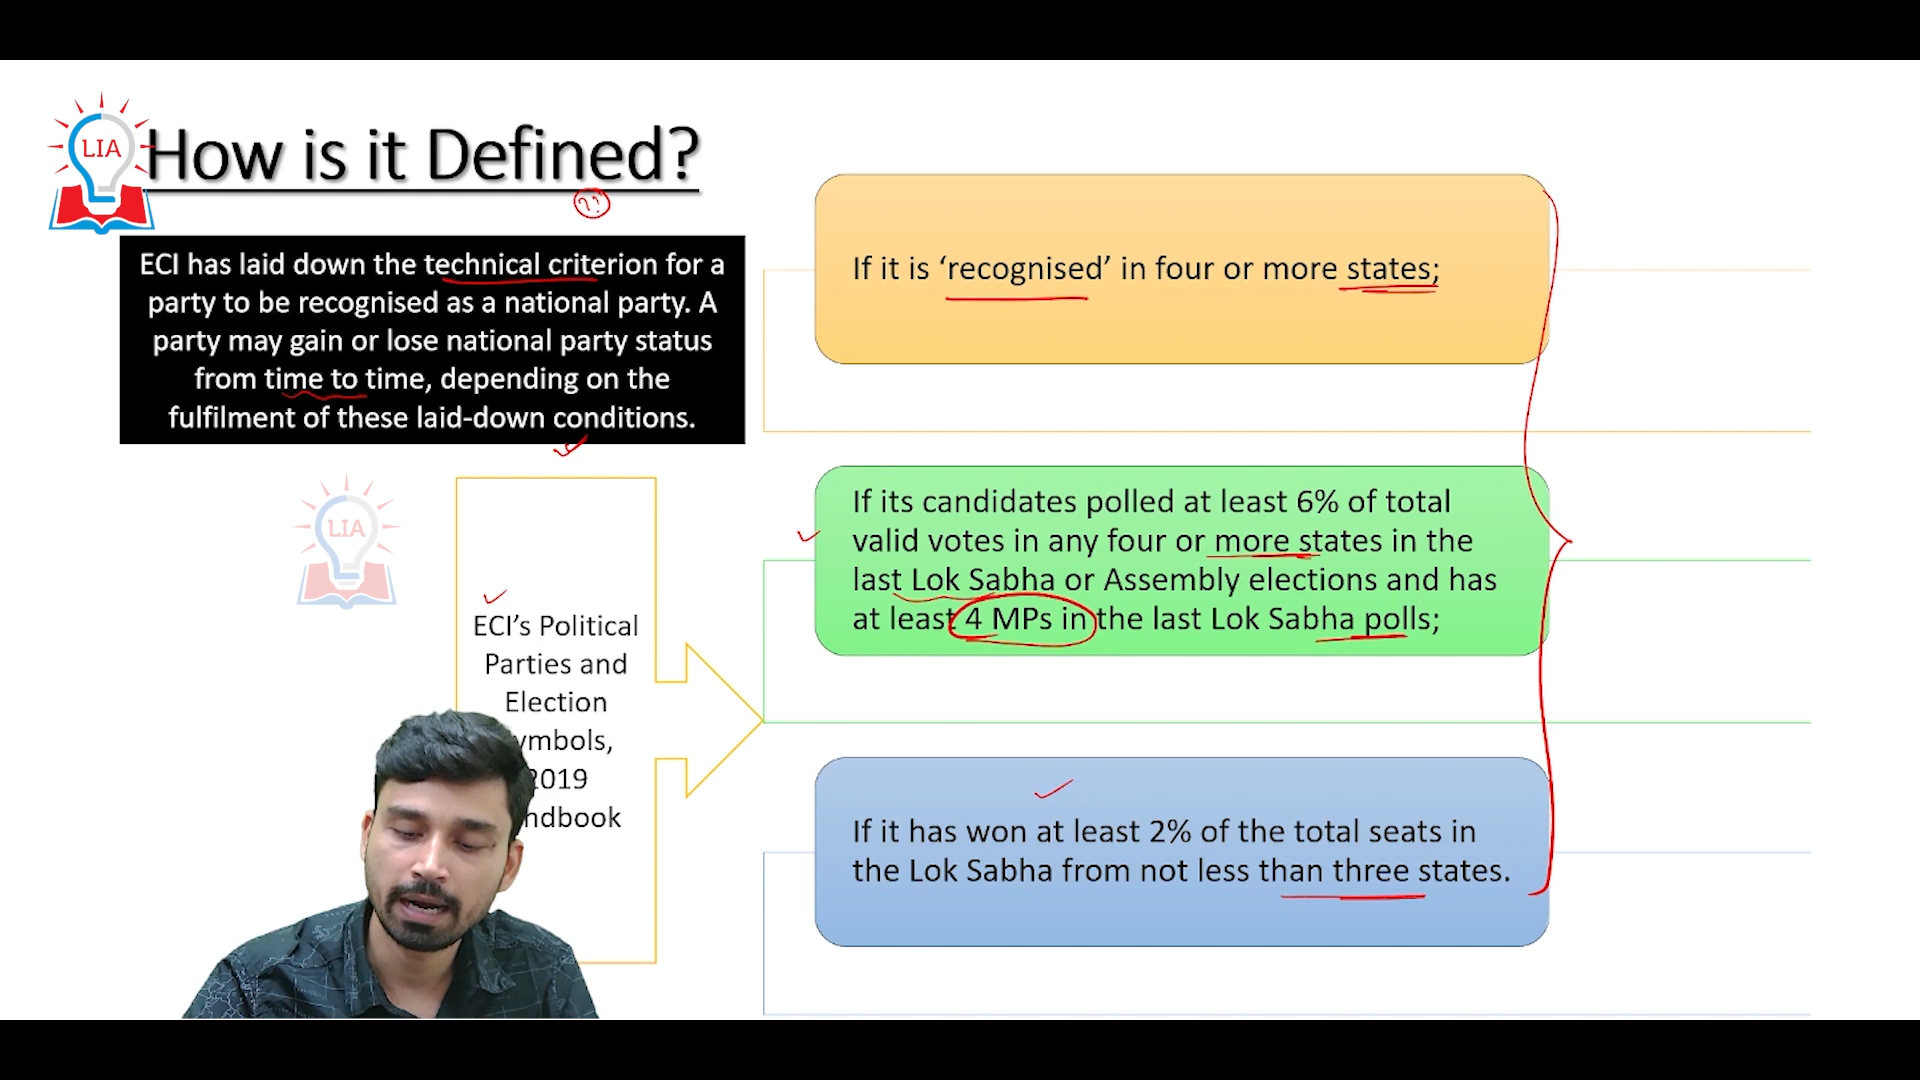 LIA
How is it Defined?
??
ECI has laid down the technical criterion for a
party to be recognised as a national party. A
party may gain or lose national party status
from time to time, depending on the
fulfilment of these laid-down conditions.
LIA
ECI’s Political
Parties and
Election
ymbols,
2019
ndbook
If it is ‘recognised’ in four or more states;
If its candidates polled at least 6% of total
valid votes in any four or more states in the
last Lok Sabha or Assembly elections and has
at least 4 MPs in the last Lok Sabha polls;
If it has won at least 2% of the total seats in
the Lok Sabha from not less than three states.